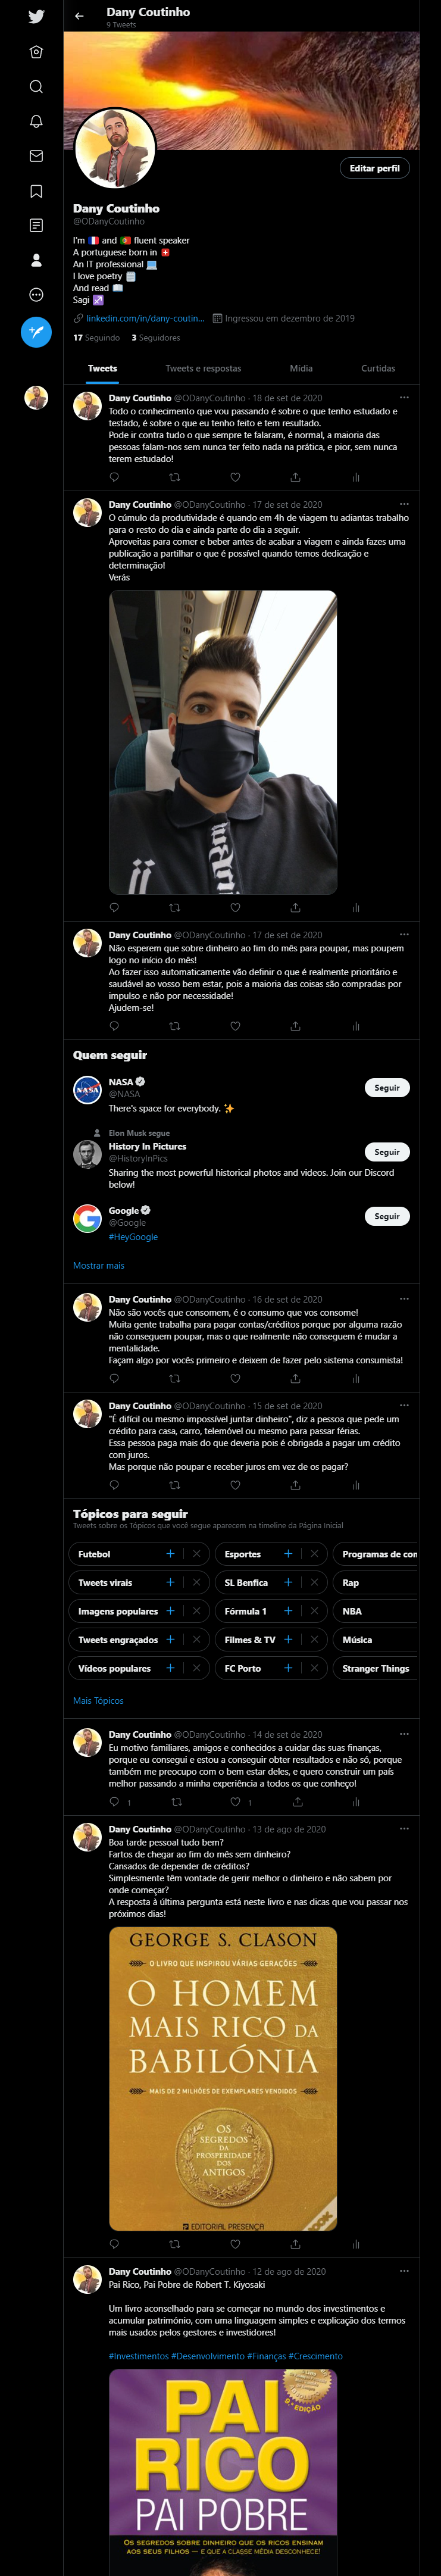 Dany Coutinho
9 Tweets
Editar perfil
Dany Coutinho
@ODanyCoutinho
I'm 🇫🇷 and 🇵🇹 fluent speaker
A portuguese born in 🇨🇭
An IT professional 💻
I love poetry 🗒️
And read 📖
Sagi ♐
linkedin.com/in/dany-coutin... Ingressou em dezembro de 2019
17 Seguindo 3 Seguidores
Tweets Tweets e respostas Mídia Curtidas
Dany Coutinho @ODanyCoutinho · 18 de set de 2020
Todo o conhecimento que vou passando é sobre o que tenho estudado e
testado, é sobre o que eu tenho feito e tem resultado.
Pode ir contra tudo o que sempre te falaram, é normal, a maioria das
pessoas falam-nos sem nunca ter feito nada na prática, e pior, sem nunca
terem estudado!
Dany Coutinho @ODanyCoutinho · 17 de set de 2020
O cúmulo da produtividade é quando em 4h de viagem tu adiantas trabalho
para o resto do dia e ainda parte do dia a seguir.
Aproveitas para comer e beber antes de acabar a viagem e ainda fazes uma
publicação a partilhar o que é possível quando temos dedicação e
determinação!
Verás
Dany Coutinho @ODanyCoutinho · 17 de set de 2020
Não esperem que sobre dinheiro ao fim do mês para poupar, mas poupem
logo no início do mês!
Ao fazer isso automaticamente vão definir o que é realmente prioritário e
saudável ao vosso bem estar, pois a maioria das coisas são compradas por
impulso e não por necessidade!
Ajudem-se!
Quem seguir
NASA
@NASA
Seguir
There's space for everybody. ✨
Elon Musk segue
History In Pictures
@HistoryInPics
Seguir
Sharing the most powerful historical photos and videos. Join our Discord
below!
Google
@Google
Seguir
#HeyGoogle
Mostrar mais
Dany Coutinho @ODanyCoutinho · 16 de set de 2020
Não são vocês que consomem, é o consumo que vos consome!
Muita gente trabalha para pagar contas/créditos porque por alguma razão
não conseguem poupar, mas o que realmente não conseguem é mudar a
mentalidade.
Façam algo por vocês primeiro e deixem de fazer pelo sistema consumista!
Dany Coutinho @ODanyCoutinho · 15 de set de 2020
"É difícil ou mesmo impossível juntar dinheiro", diz a pessoa que pede um
crédito para casa, carro, telemóvel ou mesmo para passar férias.
Essa pessoa paga mais do que deveria pois é obrigada a pagar um crédito
com juros.
Mas porque não poupar e receber juros em vez de os pagar?
Tópicos para seguir
Tweets sobre os Tópicos que você segue aparecem na timeline da Página Inicial
Futebol Esportes Programas de con
Tweets virais SL Benfica Rap
Imagens populares Fórmula 1 NBA
Tweets engraçados Filmes & TV Música
Vídeos populares FC Porto Stranger Things
Mais Tópicos
Dany Coutinho @ODanyCoutinho · 14 de set de 2020
Eu motivo familiares, amigos e conhecidos a cuidar das suas finanças,
porque eu consegui e estou a conseguir obter resultados e não só, porque
também me preocupo com o bem estar deles, e quero construir um país
melhor passando a minha experiência a todos os que conheço!
1 1
Dany Coutinho @ODanyCoutinho · 13 de ago de 2020
Boa tarde pessoal tudo bem?
Fartos de chegar ao fim do mês sem dinheiro?
Cansados de depender de créditos?
Simplesmente têm vontade de gerir melhor o dinheiro e não sabem por
onde começar?
A resposta à última pergunta está neste livro e nas dicas que vou passar nos
próximos dias!
GEORGE S. CLASON
O LIVRO QUE INSPIROU VÁRIAS GERAÇÕES
O HOMEM
MAIS RICO DA
BABILÓNIA
MAIS DE 2 MILHÕES DE EXEMPLARES VENDIDOS
OS
SEGREDOS
DA
PROSPERIDADE
DOS
ANTIGOS
EDITORIAL PRESENÇA
Dany Coutinho @ODanyCoutinho · 12 de ago de 2020
Pai Rico, Pai Pobre de Robert T. Kiyosaki
Um livro aconselhado para se começar no mundo dos investimentos e
acumular património, com uma linguagem simples e explicação dos termos
mais usados pelos gestores e investidores!
#Investimentos #Desenvolvimento #Finanças #Crescimento
9.ª EDIÇÃO
PAI
RICO
PAI POBRE
OS SEGREDOS SOBRE DINHEIRO QUE OS RICOS ENSINAM
AOS SEUS FILHOS — E QUE A CLASSE MÉDIA DESCONHECE!